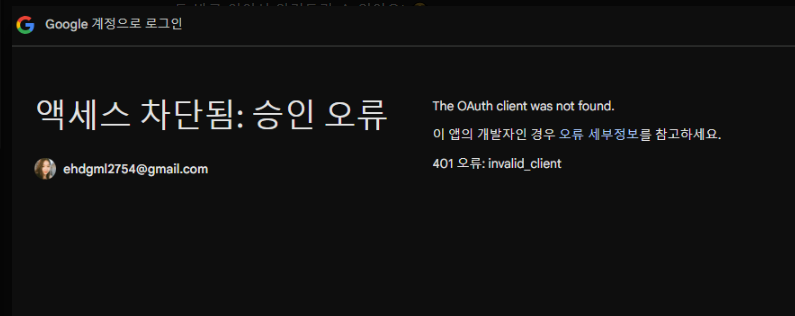 Google 계정으로 로그인
액세스 차단됨: 승인 오류
ehdgml2754@gmail.com
The OAuth client was not found.
이 앱의 개발자인 경우 오류 세부정보를 참고하세요.
401 오류: invalid_client